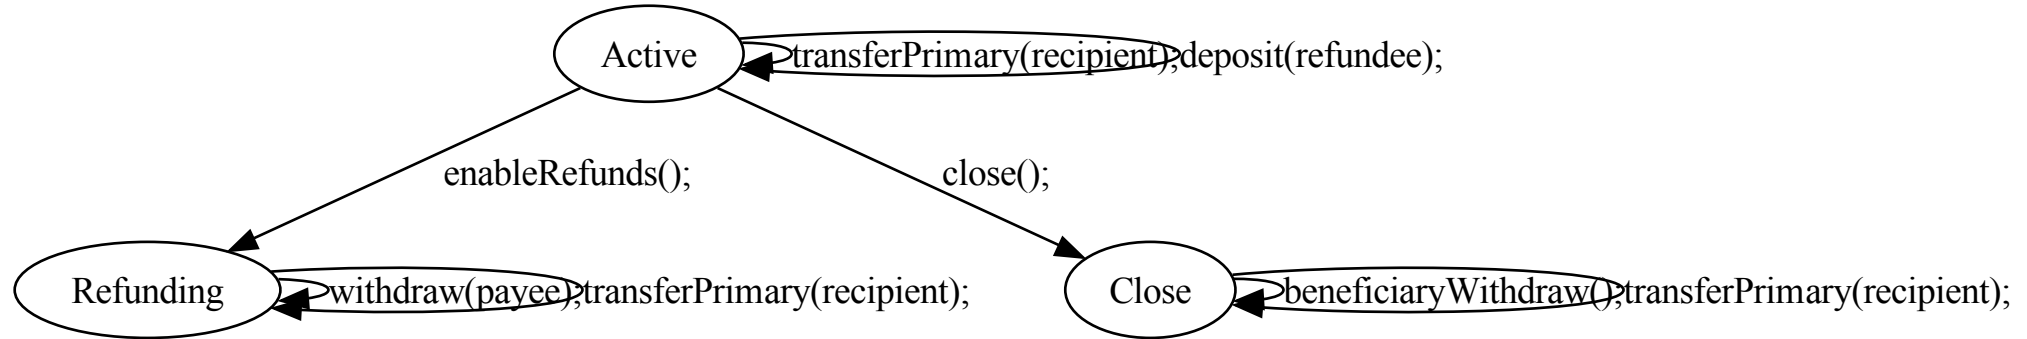 Active
transferPrimary(recipient);
deposit(refundee);
enableRefunds();
close();
Refunding
withdraw(payee);
transferPrimary(recipient);
Close
beneficiaryWithdraw();
transferPrimary(recipient);